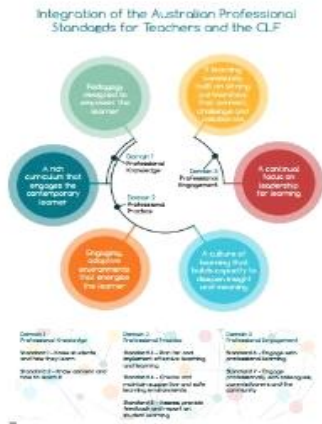 Integration of the Australian Professional
Standards for Teachers and the CLF
Pedagogy
designed to
empower the
learner
A learning
community
built on strong
partnerships
that
challenge and
A rich
curriculum that
engages the
contemporary
learner
Domain 1
Professional
Knowledge
Domain 3
Professional
Engagement
Domain 2
Professional
Practice
A continual
focus on
leadership
for learning
Engaging,
adaptive
environments
that energise
the learner
A culture of
learning that
builds capacity to
deepen insight
and meaning
Domain 1
Professional Knowledge
Standard 1 - Know students
and how they learn
Standard 2 - Know content and
how to teach it
Domain 2
Professional Practice
Standard 3 - Plan for and
implement effective teaching
and learning
Standard 4 - Create and
maintain supportive and safe
learning environments
Standard 5 - Assess, provide
feedback and report on
student learning
Domain 3
Professional Engagement
Standard 6 - Engage with
professional learning
Standard 7 - Engage
professionally with colleagues,
parents/carers and the
community